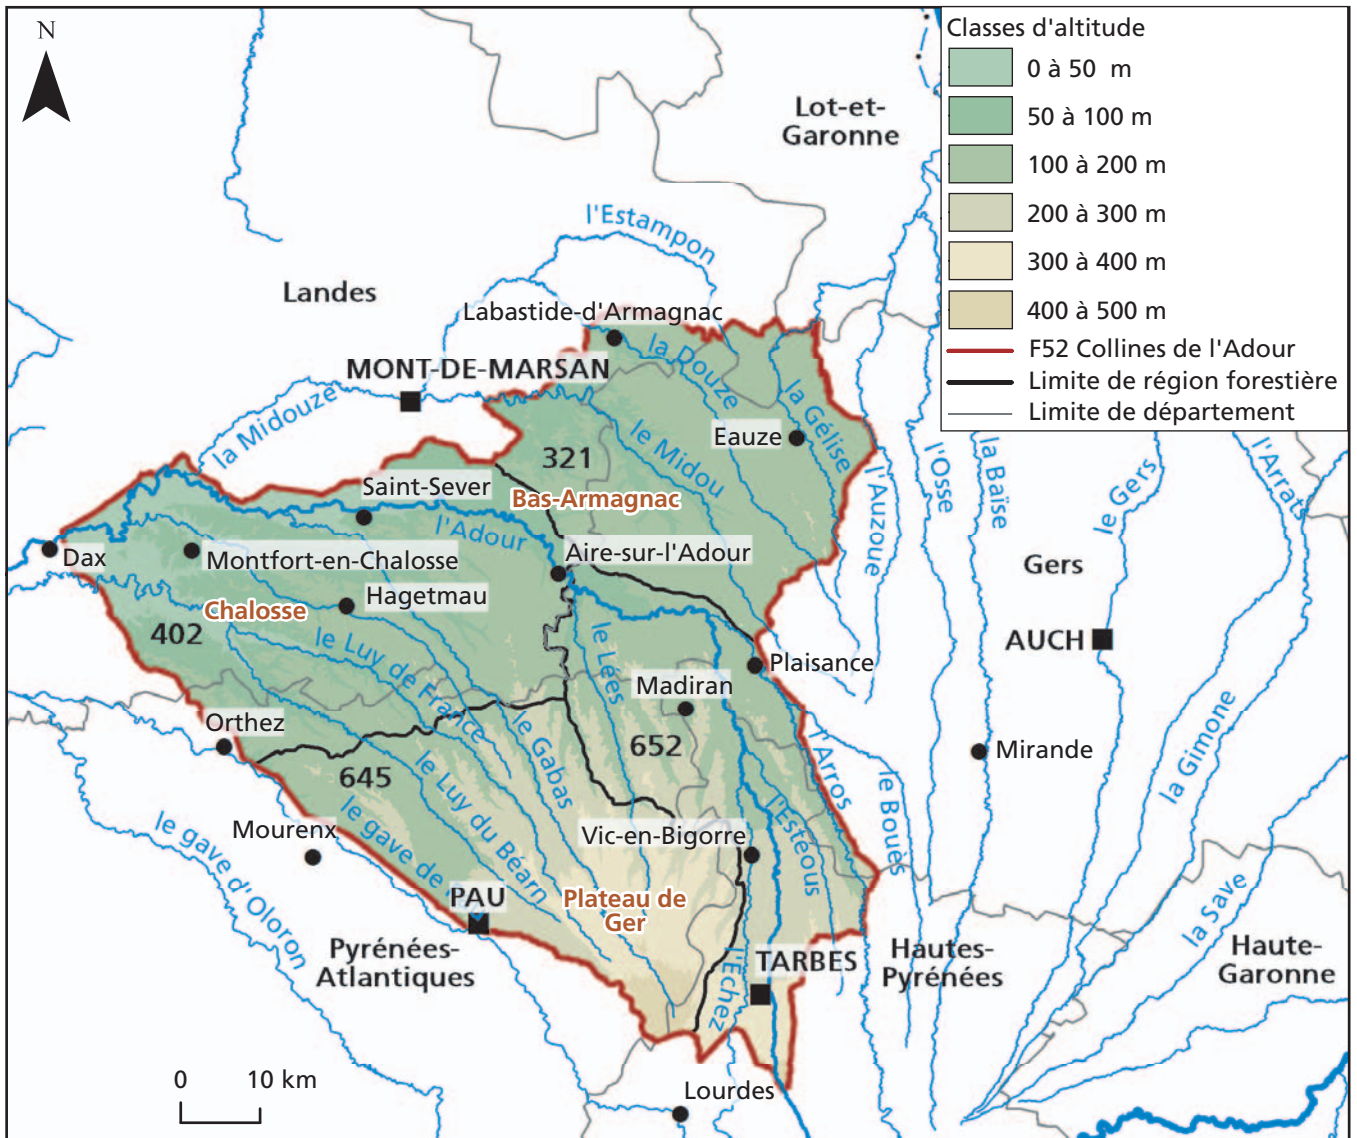 N
Classes d'altitude
0 à 50 m
50 à 100 m
100 à 200 m
200 à 300 m
300 à 400 m
400 à 500 m
F52 Collines de l'Adour
Limite de région forestière
Limite de département
Lot-et-
Garonne
l'Estampon
Landes
Labastide-d'Armagnac
la Douze
MONT-DE-MARSAN
la Midouze
la Gélise
Eauze
le Midou
321
Bas-Armagnac
Saint-Sever
l'Adour
l'Auzoue
l'Osse
la Baïse
le Gers
l'Arrats
Dax
Montfort-en-Chalosse
Aire-sur-l'Adour
Gers
Hagetmau
Chalosse
402
AUCH
le Luy de France
le Lées
Plaisance
Madiran
Orthez
le Gabas
652
l'Arros
Mirande
la Gimone
645
le Luy du Béarn
le Bouès
l'Estéous
Mourenx
le gave de
Vic-en-Bigorre
le gave d'Oloron
PAU
Plateau de
Ger
la Save
Pyrénées-
Atlantiques
l'Echez
TARBES
Hautes-
Pyrénées
Haute-
Garonne
0 10 km
Lourdes